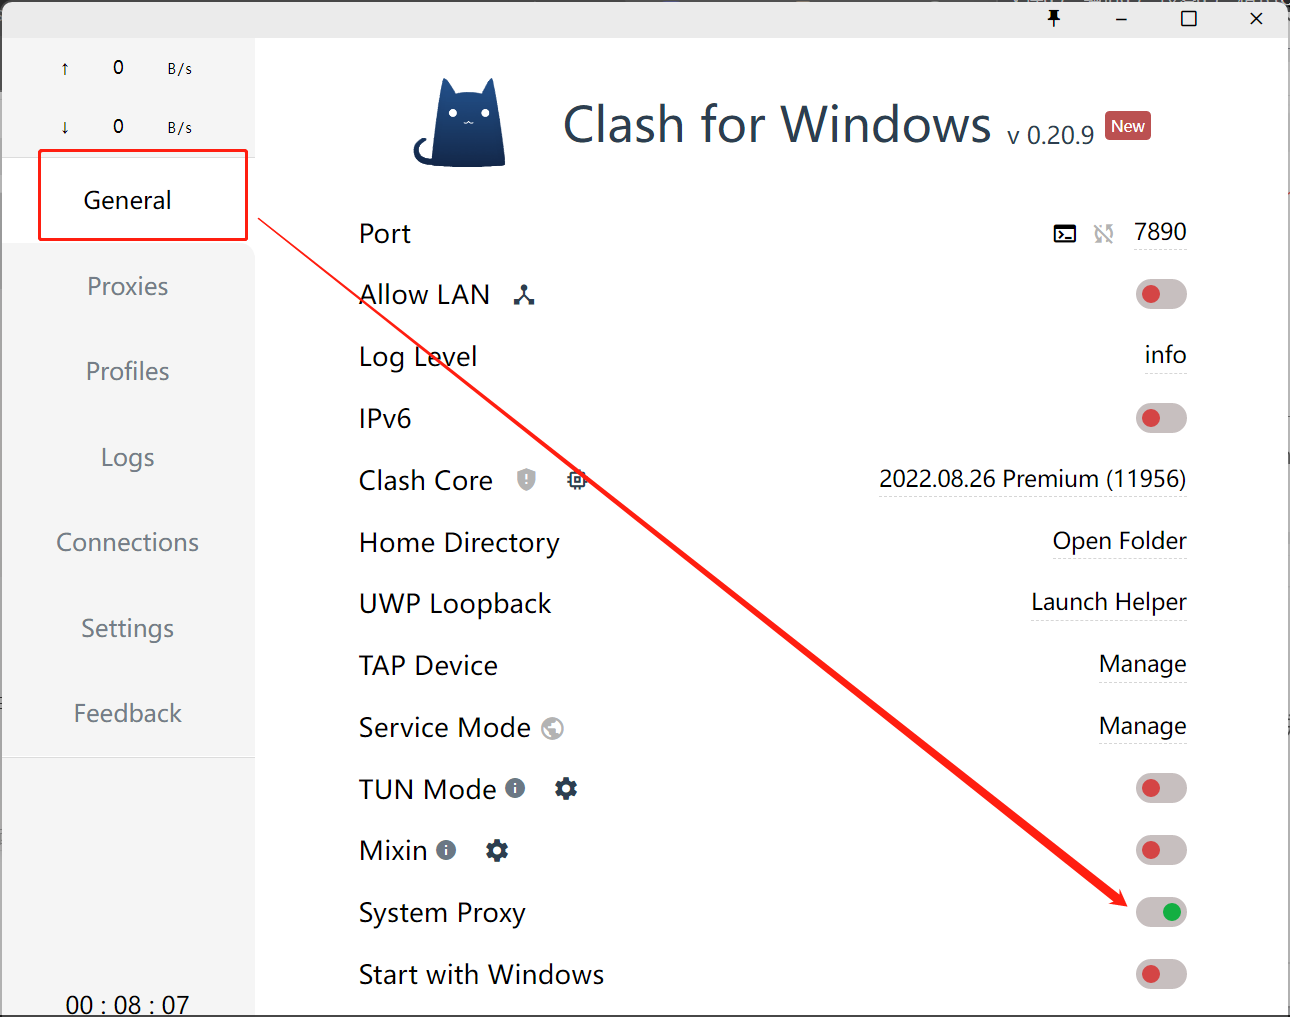 ↑ 0 B/s
↓ 0 B/s
General
Proxies
Profiles
Logs
Connections
Settings
Feedback
00 : 08 : 07
Clash for Windows v 0.20.9 New
Port 7890
Allow LAN
Log Level info
IPv6
Clash Core 2022.08.26 Premium (11956)
Home Directory Open Folder
UWP Loopback Launch Helper
TAP Device Manage
Service Mode Manage
TUN Mode
Mixin
System Proxy
Start with Windows